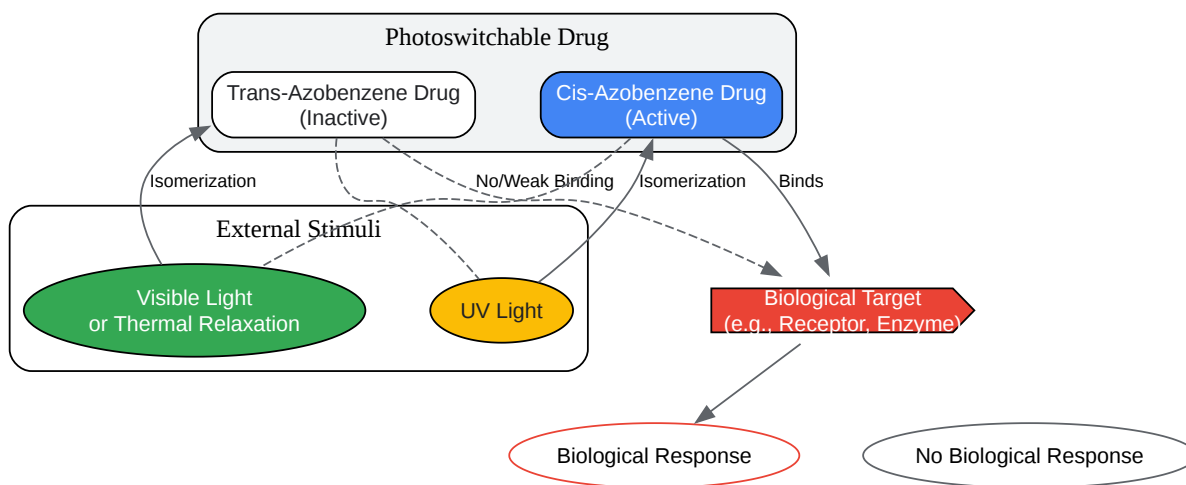 Photoswitchable Drug
Trans-Azobenzene Drug
(Inactive)
Cis-Azobenzene Drug
(Active)
Isomerization
No/Weak Binding
Isomerization
Binds
External Stimuli
Visible Light
or Thermal Relaxation
UV Light
Biological Target
(e.g., Receptor, Enzyme)
Biological Response
No Biological Response